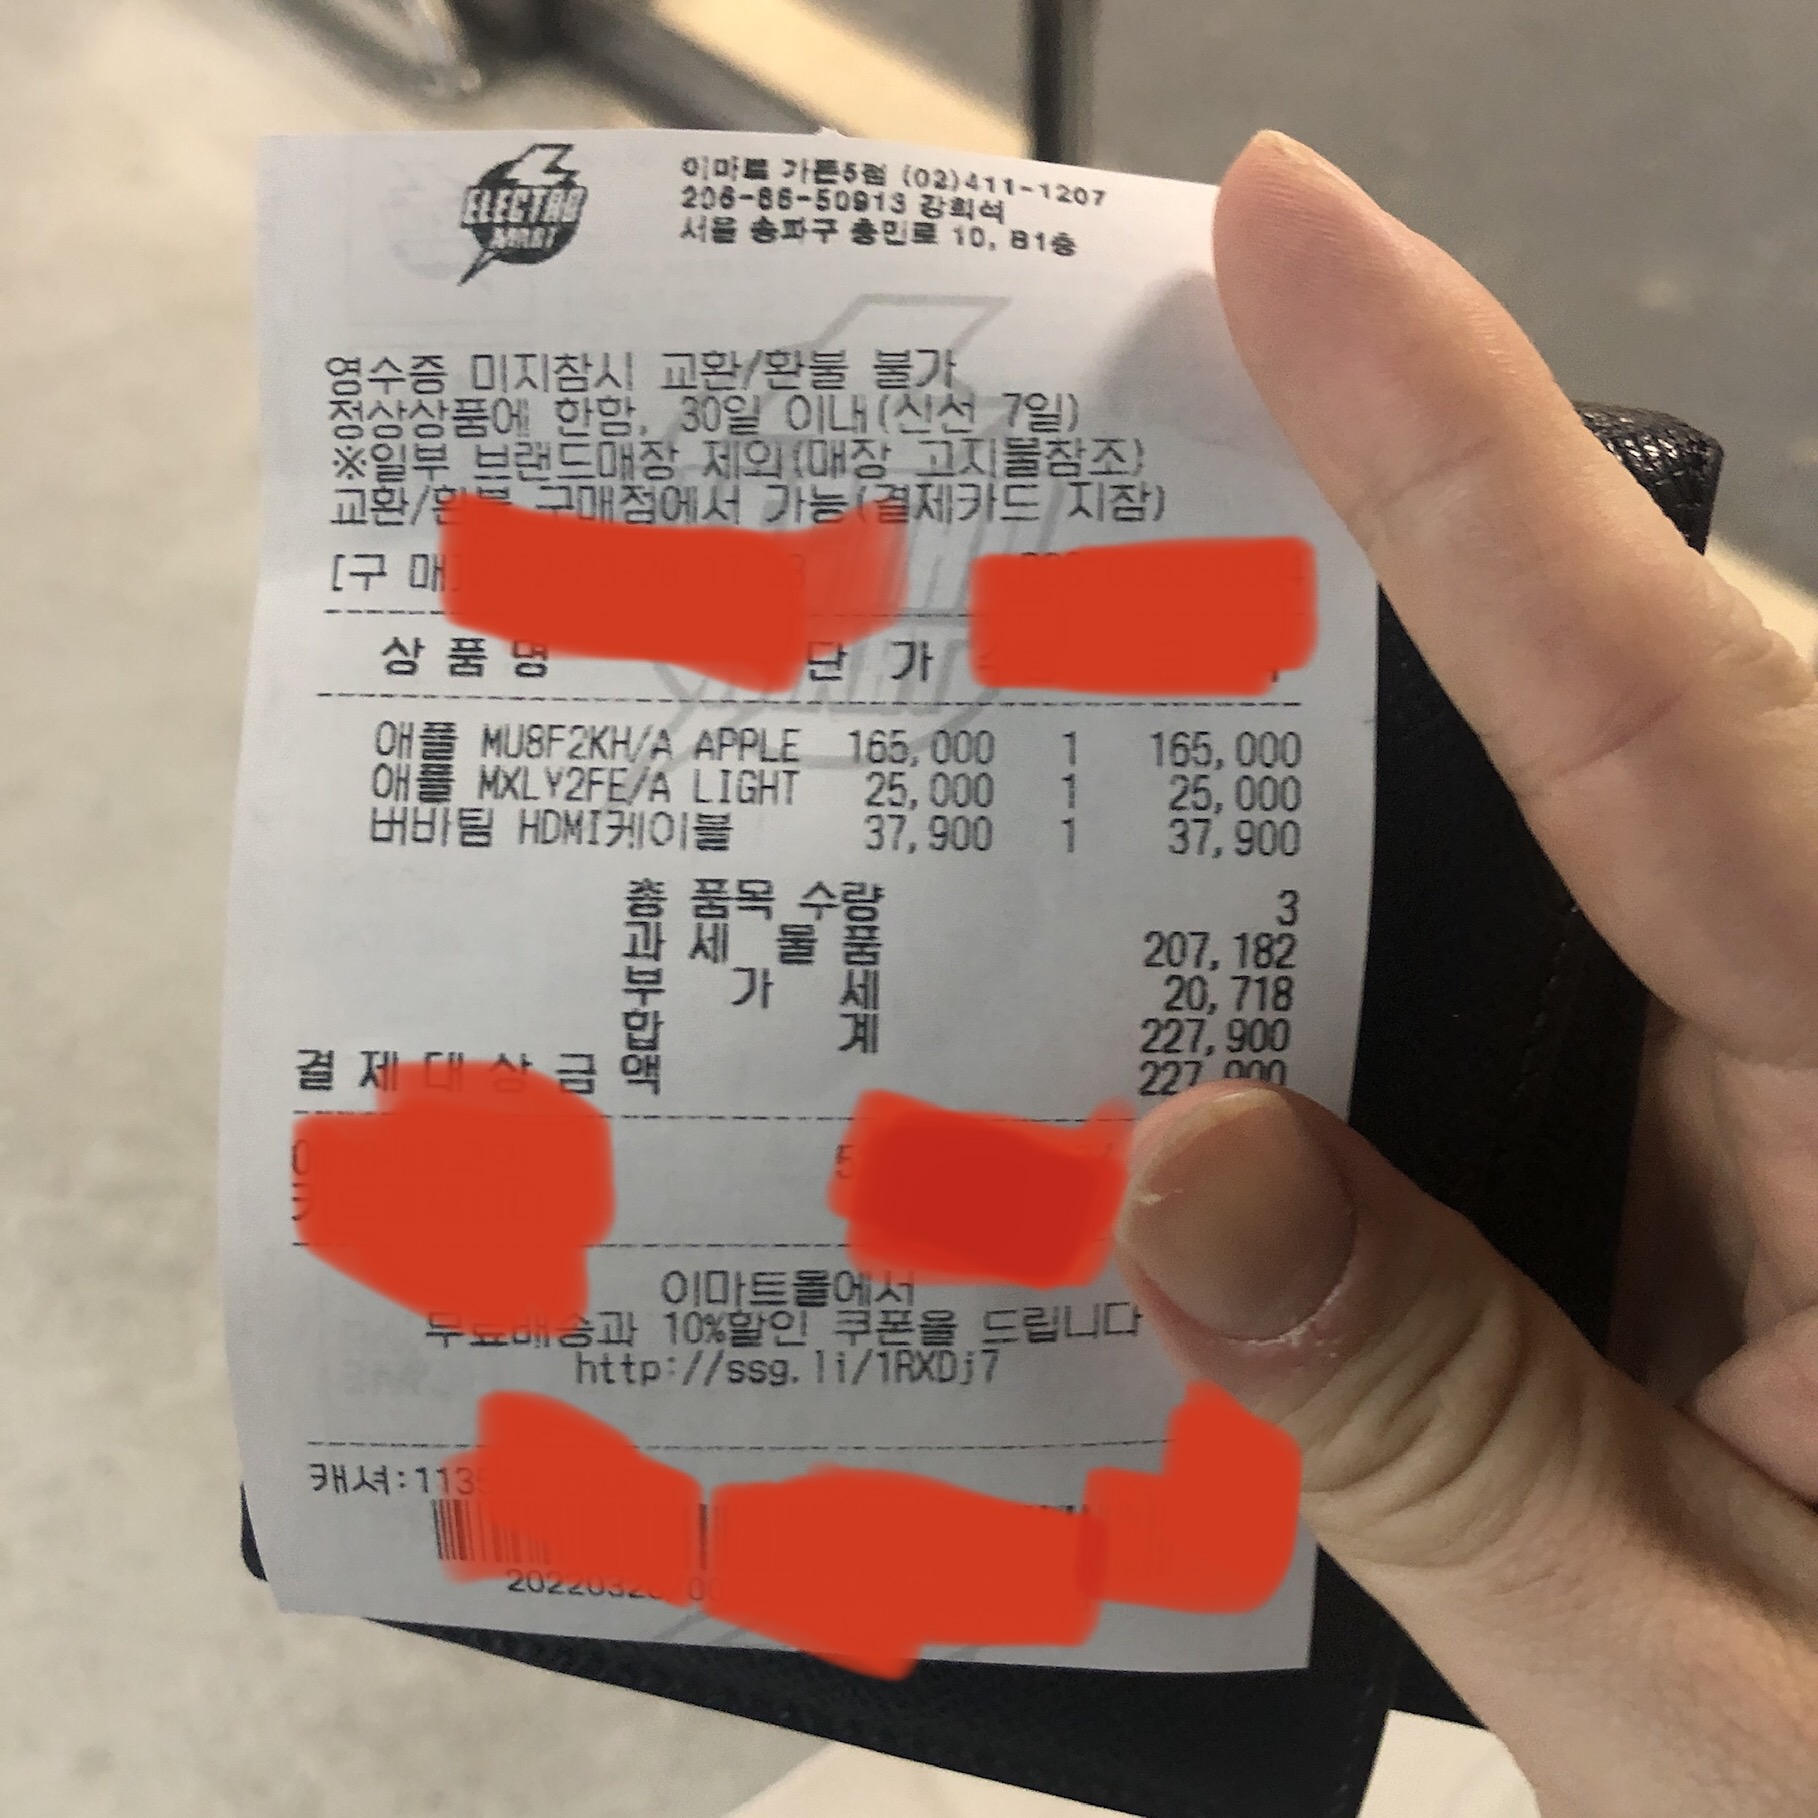 ELECTRO
MART
이마트 가든5점 (02)411-1207
206-86-50913 강희석
서울 송파구 충민로 10, B1층
영수증 미지참시 교환/환불 불가
정상상품에 한함, 30일 이내(신선 7일)
※일부 브랜드매장 제외(매장 고지물참조)
교환/환불 구매점에서 가능(결제카드 지참)
[구 매]
상 품 명 단 가
애플 MU8F2KH/A APPLE 165,000 1 165,000
애플 MXLY2FE/A LIGHT 25,000 1 25,000
버바팀 HDMI케이블 37,900 1 37,900
총 품목 수량 3
과 세 물 품 207,182
부 가 세 20,718
합 계 227,900
결 제 대 상 금 액 227,900
이마트몰에서
무료배송과 10%할인 쿠폰을 드립니다
http://ssg.li/1RXDj7
캐셔:113